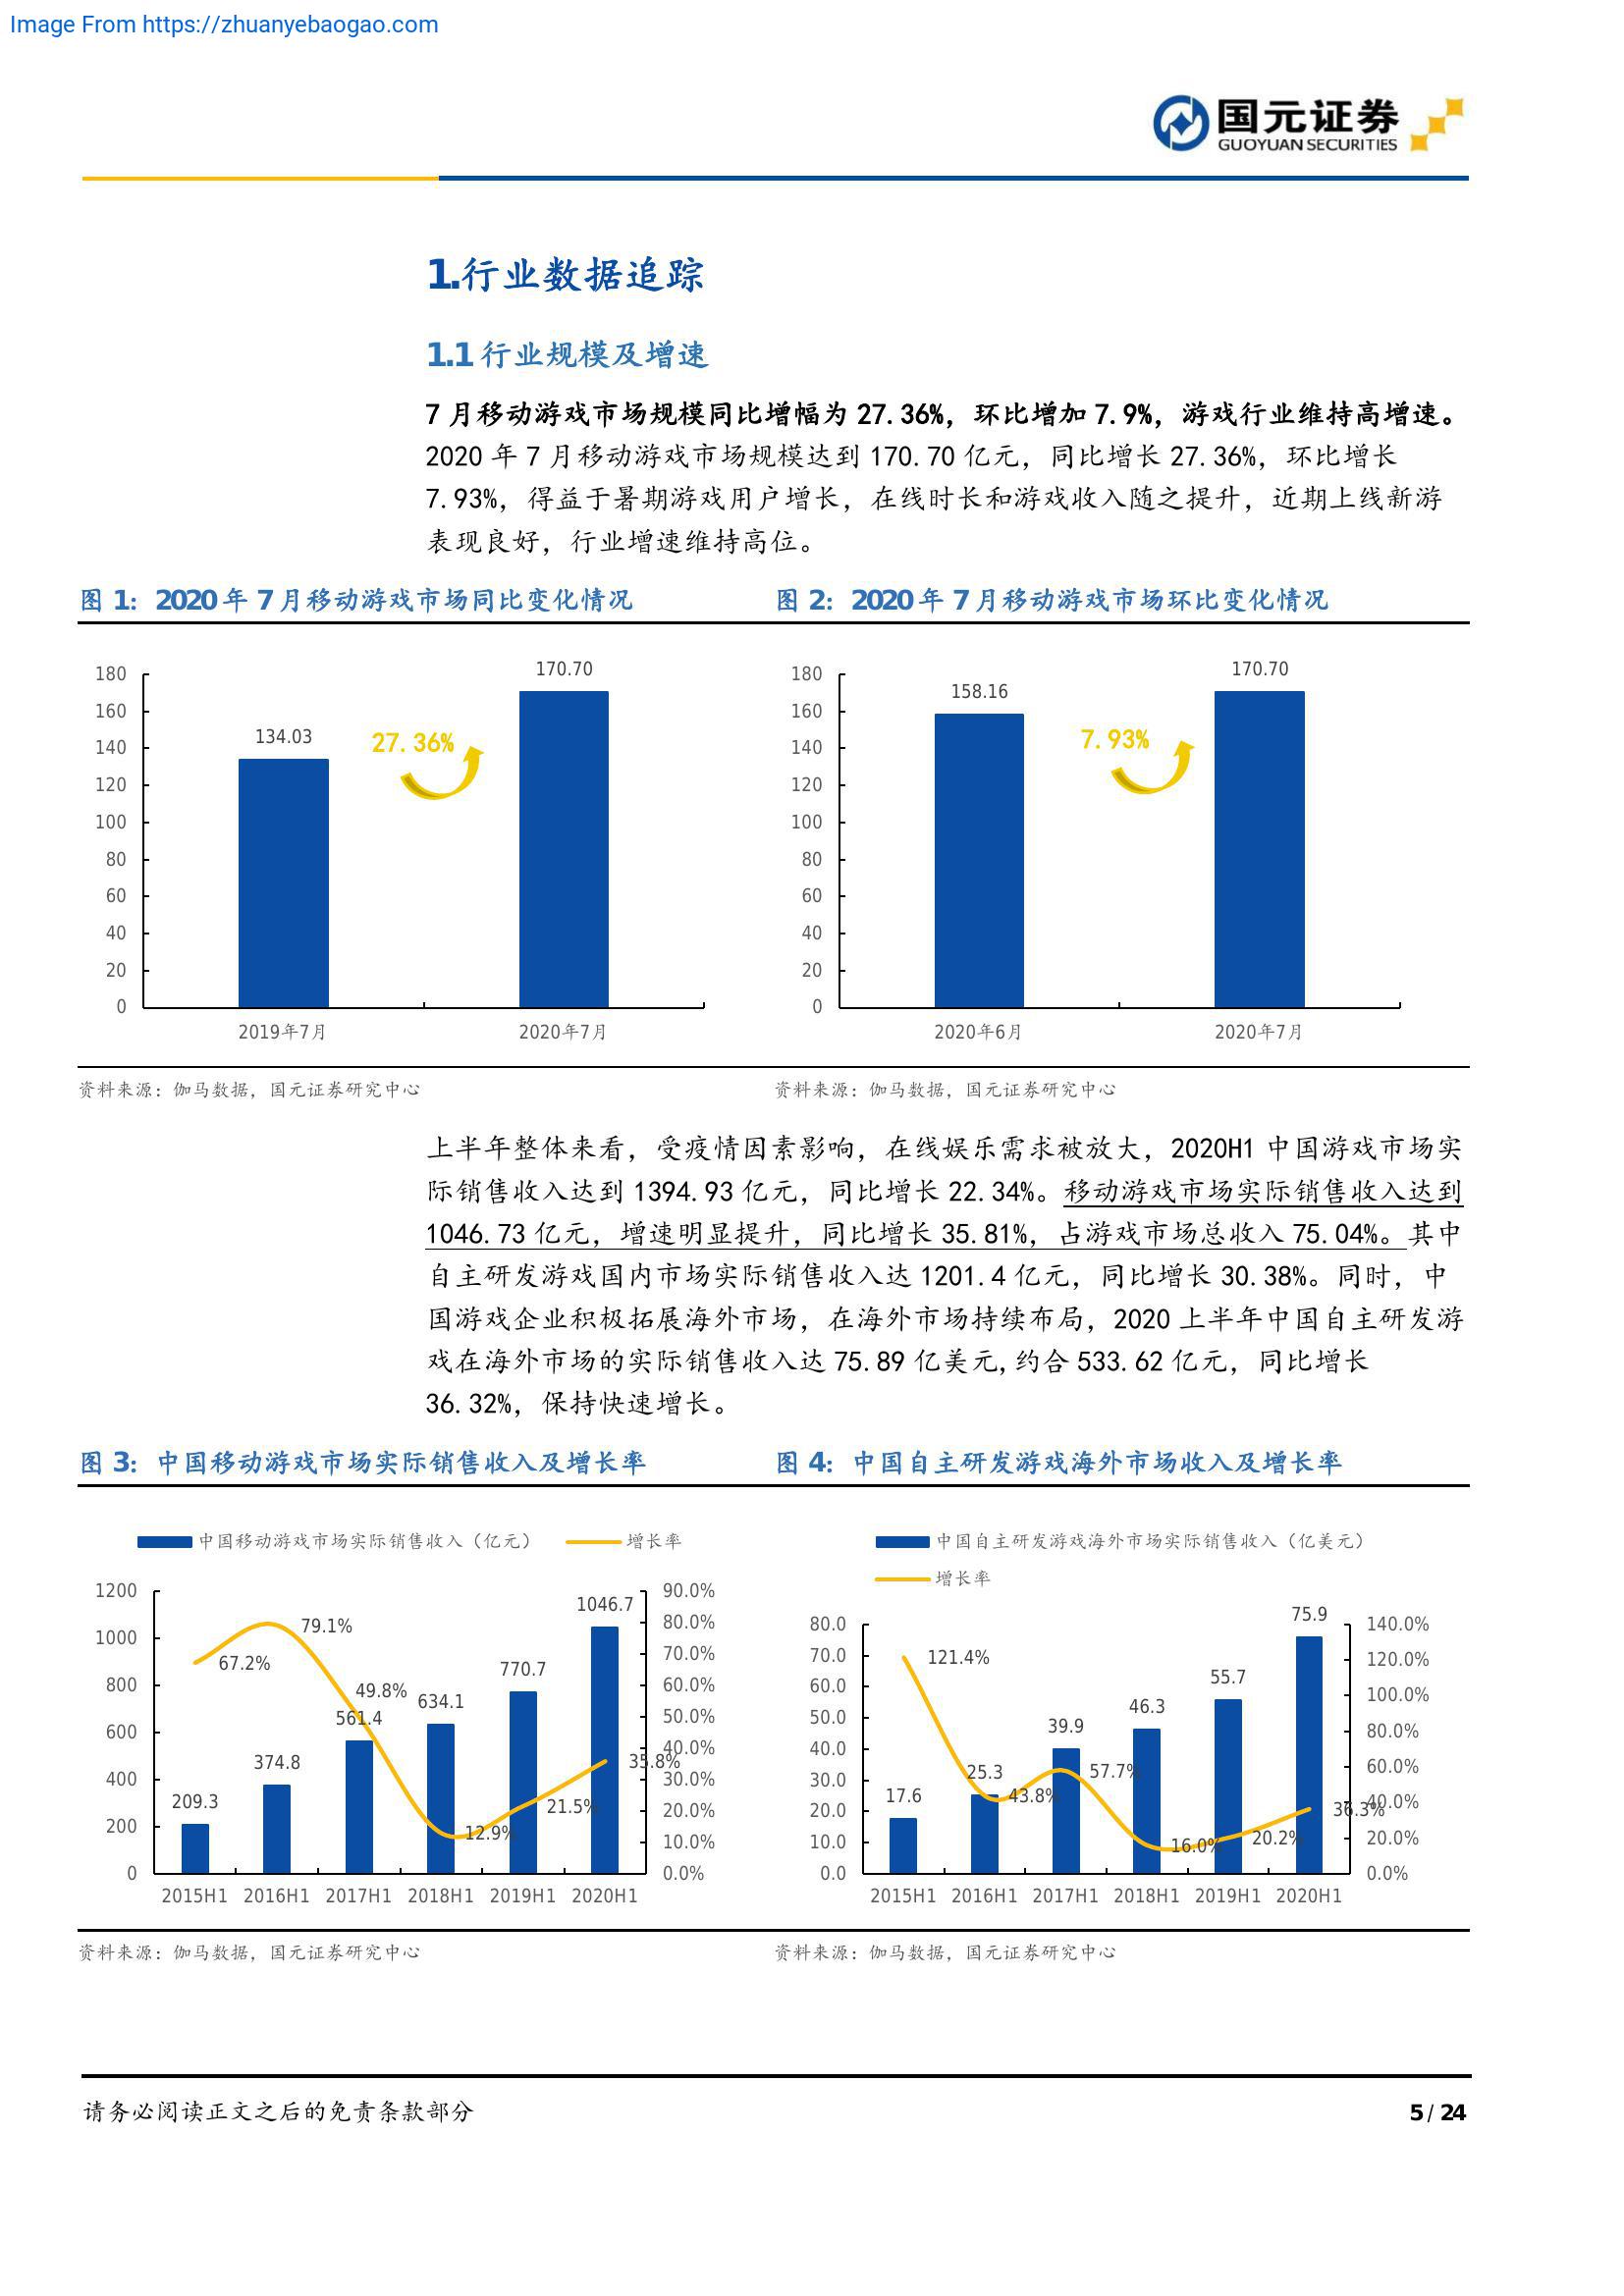 Image From https://zhuanyebaogao.com
国元证券
GUOYUAN SECURITIES
1.行业数据追踪
1.1 行业规模及增速
7 月移动游戏市场规模同比增幅为 27.36%，环比增加 7.9%，游戏行业维持高增速。
2020 年 7 月移动游戏市场规模达到 170.70 亿元，同比增长 27.36%，环比增长
7.93%，得益于暑期游戏用户增长，在线时长和游戏收入随之提升，近期上线新游
表现良好，行业增速维持高位。
图 1：2020 年 7 月移动游戏市场同比变化情况
180
160
140
120
100
80
60
40
20
0
134.03
27.36%
170.70
2019年7月
2020年7月
资料来源：伽马数据，国元证券研究中心
图 2：2020 年 7 月移动游戏市场环比变化情况
180
160
140
120
100
80
60
40
20
0
158.16
7.93%
170.70
2020年6月
2020年7月
资料来源：伽马数据，国元证券研究中心
上半年整体来看，受疫情因素影响，在线娱乐需求被放大，2020H1 中国游戏市场实
际销售收入达到 1394.93 亿元，同比增长 22.34%。移动游戏市场实际销售收入达到
1046.73 亿元，增速明显提升，同比增长 35.81%，占游戏市场总收入 75.04%。其中
自主研发游戏国内市场实际销售收入达 1201.4 亿元，同比增长 30.38%。同时，中
国游戏企业积极拓展海外市场，在海外市场持续布局，2020 上半年中国自主研发游
戏在海外市场的实际销售收入达 75.89 亿美元,约合 533.62 亿元，同比增长
36.32%，保持快速增长。
图 3：中国移动游戏市场实际销售收入及增长率
中国移动游戏市场实际销售收入（亿元）
增长率
1200
1000
800
600
400
200
0
209.3
374.8
561.4
634.1
770.7
1046.7
67.2%
79.1%
49.8%
12.9%
21.5%
35.8%
90.0%
80.0%
70.0%
60.0%
50.0%
40.0%
30.0%
20.0%
10.0%
0.0%
2015H1 2016H1 2017H1 2018H1 2019H1 2020H1
资料来源：伽马数据，国元证券研究中心
图 4：中国自主研发游戏海外市场收入及增长率
中国自主研发游戏海外市场实际销售收入（亿美元）
增长率
80.0
70.0
60.0
50.0
40.0
30.0
20.0
10.0
0.0
17.6
25.3
39.9
46.3
55.7
75.9
121.4%
43.8%
57.7%
16.0%
20.2%
36.3%
140.0%
120.0%
100.0%
80.0%
60.0%
40.0%
20.0%
0.0%
2015H1 2016H1 2017H1 2018H1 2019H1 2020H1
资料来源：伽马数据，国元证券研究中心
请务必阅读正文之后的免责条款部分
5 / 24